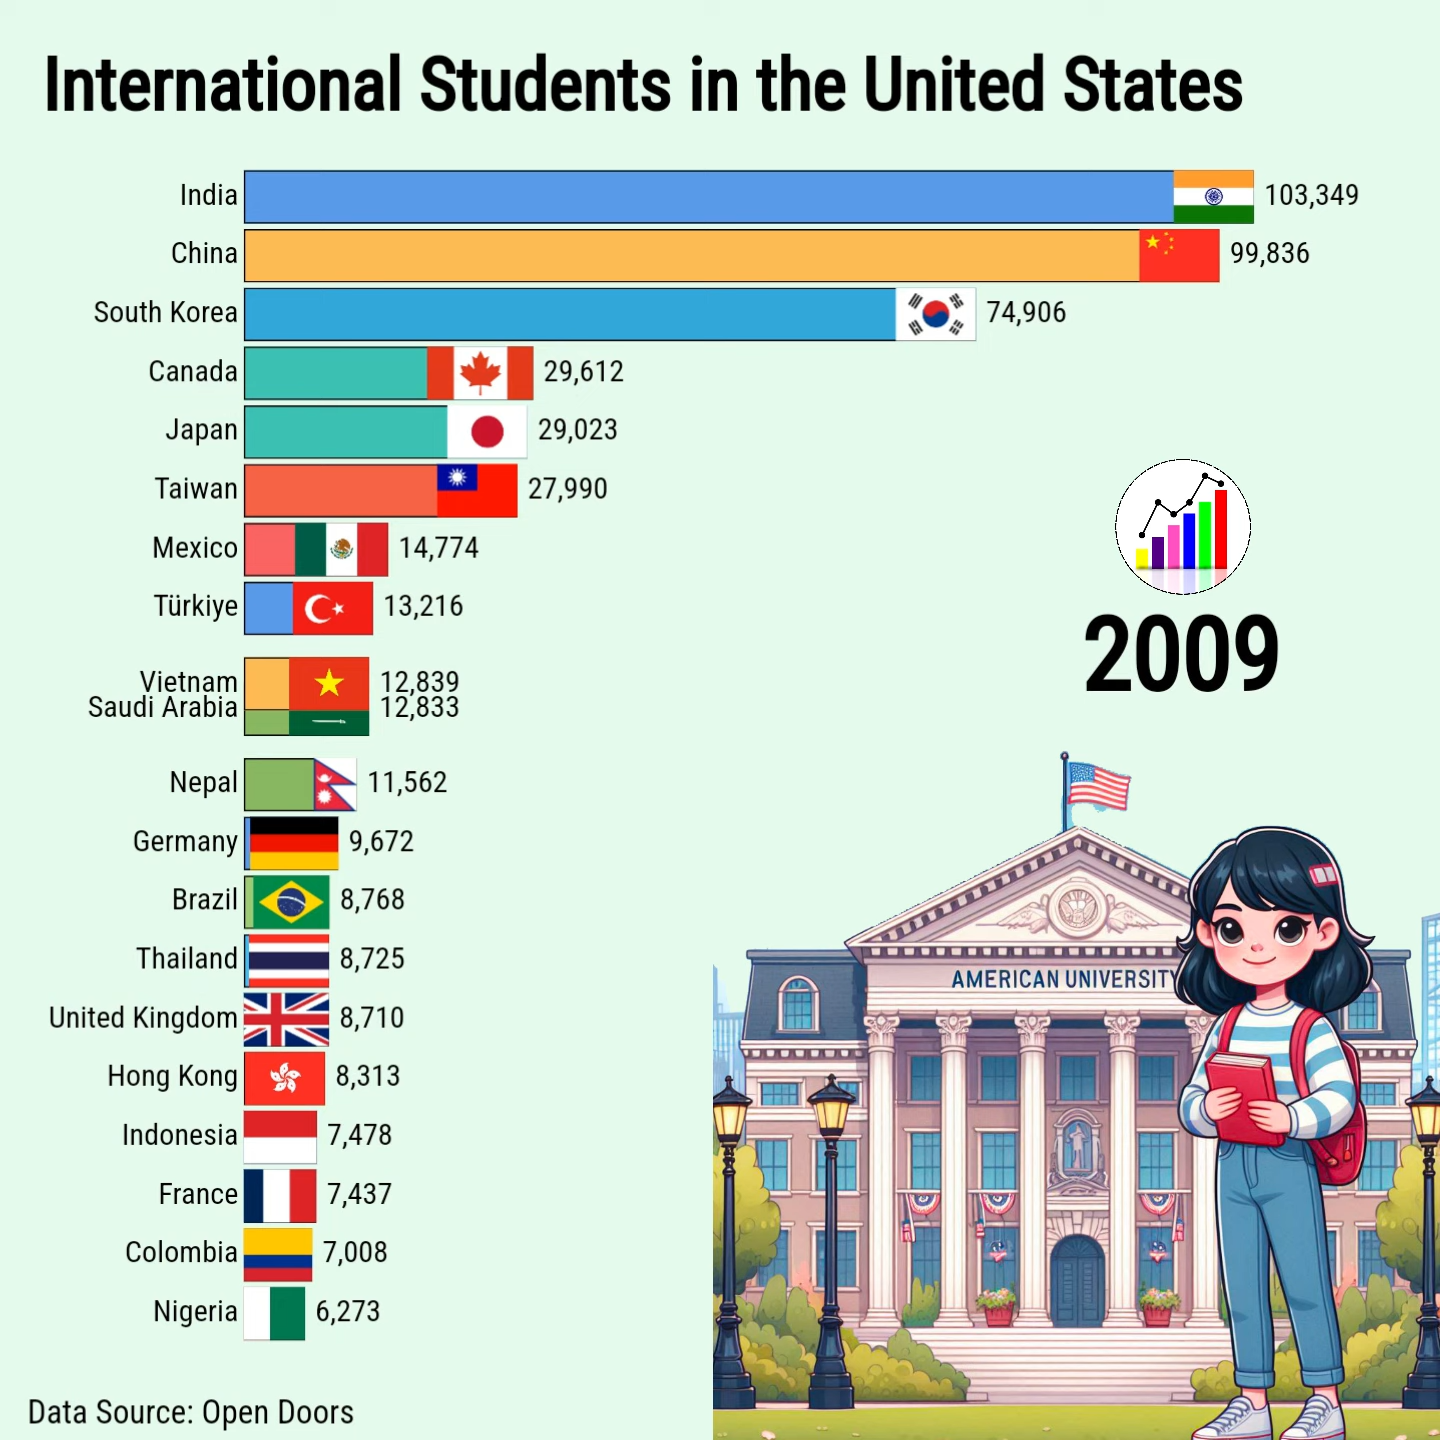 International Students in the United States
India 103,349
China 99,836
South Korea 74,906
Canada 29,612
Japan 29,023
Taiwan 27,990
Mexico 14,774
Türkiye 13,216
Vietnam 12,839
Saudi Arabia 12,833
Nepal 11,562
Germany 9,672
Brazil 8,768
Thailand 8,725
United Kingdom 8,710
Hong Kong 8,313
Indonesia 7,478
France 7,437
Colombia 7,008
Nigeria 6,273
2009
AMERICAN UNIVERSITY
Data Source: Open Doors